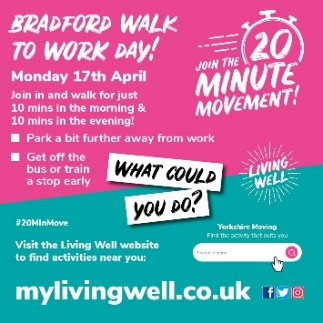 BRADFORD WALK
TO WORK DAY!
Monday 17th April
Join in and walk for just
10 mins in the morning &
10 mins in the evening!
Park a bit further away from work
Get off the
bus or train
a stop early
JOIN THE 20
MINUTE
MOVEMENT!
LIVING
WELL
WHAT COULD
YOU DO?
#20MinMove
Visit the Living Well website
to find activities near you:
Yorkshire Moving
Find the activity that suits you
mylivingwell.co.uk